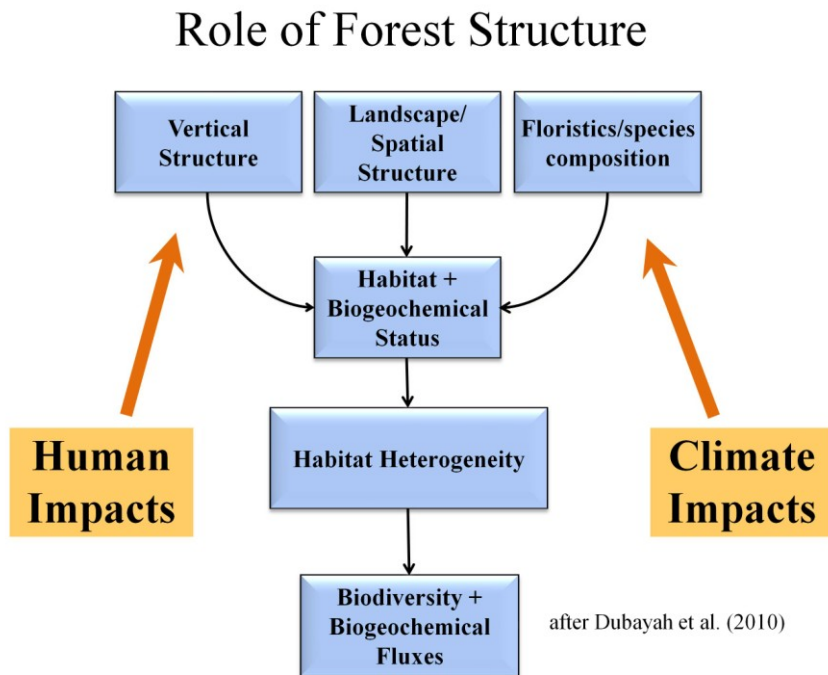 Role of Forest Structure
Vertical
Structure
Landscape/
Spatial
Structure
Floristics/species
composition
Habitat +
Biogeochemical
Status
Human
Impacts
Habitat Heterogeneity
Climate
Impacts
Biodiversity +
Biogeochemical
Fluxes
after Dubayah et al. (2010)